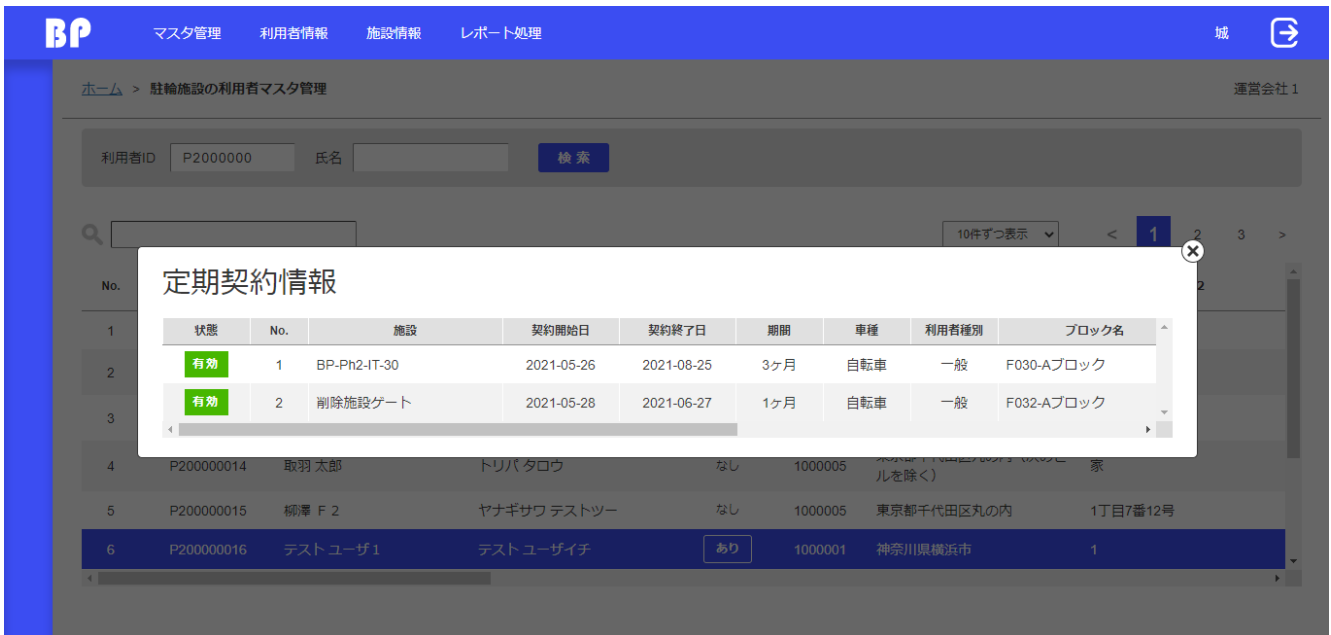 BP マスタ管理 利用者情報 施設情報 レポート処理 城
ホーム > 駐輪施設の利用者マスタ管理 運営会社1
利用者ID P2000000 氏名 検索
10件ずつ表示 < 1 2 3 >
定期契約情報
No. 2
状態 No. 施設 契約開始日 契約終了日 期間 車種 利用者種別 ブロック名
1
有効 1 BP-Ph2-IT-30 2021-05-26 2021-08-25 3ヶ月 自転車 一般 F030-Aブロック
2
有効 2 削除施設ゲート 2021-05-28 2021-06-27 1ヶ月 自転車 一般 F032-Aブロック
3
4 P200000014 取羽 太郎 トリパ タロウ なし 1000005 ルを除く） 家
5 P200000015 柳澤 Ｆ２ ヤナギサワ テストツー なし 1000005 東京都千代田区丸の内 1丁目7番12号
6 P200000016 テスト ユーザ1 テスト ユーザイチ あり 1000001 神奈川県横浜市 1